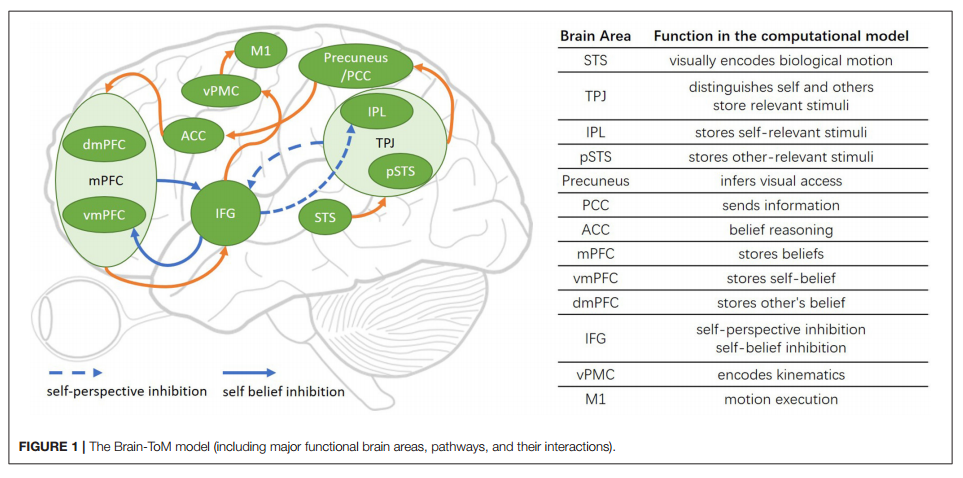 M1
Precuneus
/PCC
vPMC
IPL
ACC
TPJ
dmPFC
mPFC
pSTS
vmPFC
IFG
STS
self-perspective inhibition
self belief inhibition
Brain Area Function in the computational model
STS visually encodes biological motion
TPJ distinguishes self and others
store relevant stimuli
IPL stores self-relevant stimuli
pSTS stores other-relevant stimuli
Precuneus infers visual access
PCC sends information
ACC belief reasoning
mPFC stores beliefs
vmPFC stores self-belief
dmPFC stores other's belief
IFG self-perspective inhibition
self-belief inhibition
vPMC encodes kinematics
M1 motion execution
FIGURE 1 | The Brain-ToM model (including major functional brain areas, pathways, and their interactions).